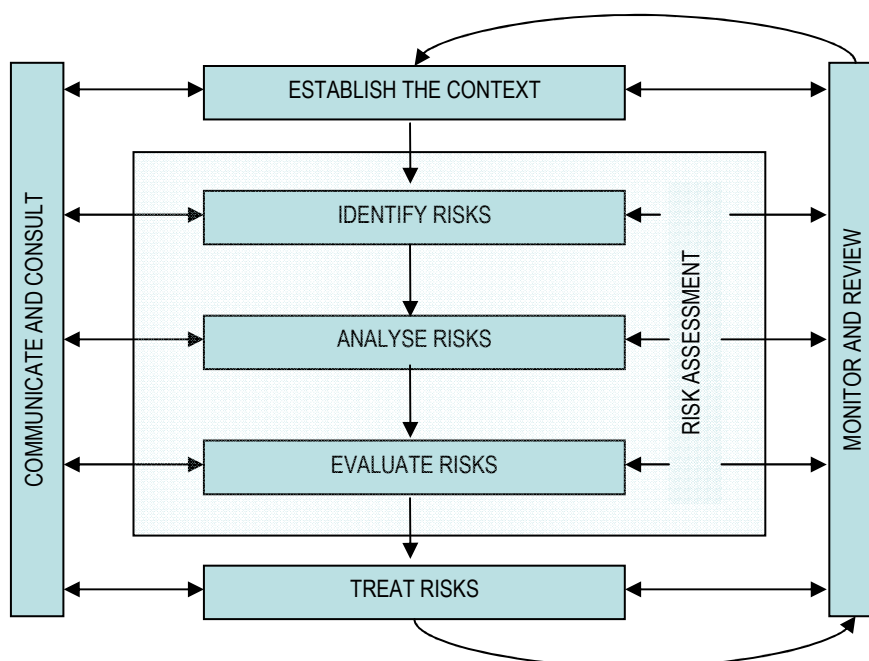 ESTABLISH THE CONTEXT
COMMUNICATE AND CONSULT
IDENTIFY RISKS
ANALYSE RISKS
EVALUATE RISKS
RISK ASSESSMENT
MONITOR AND REVIEW
TREAT RISKS